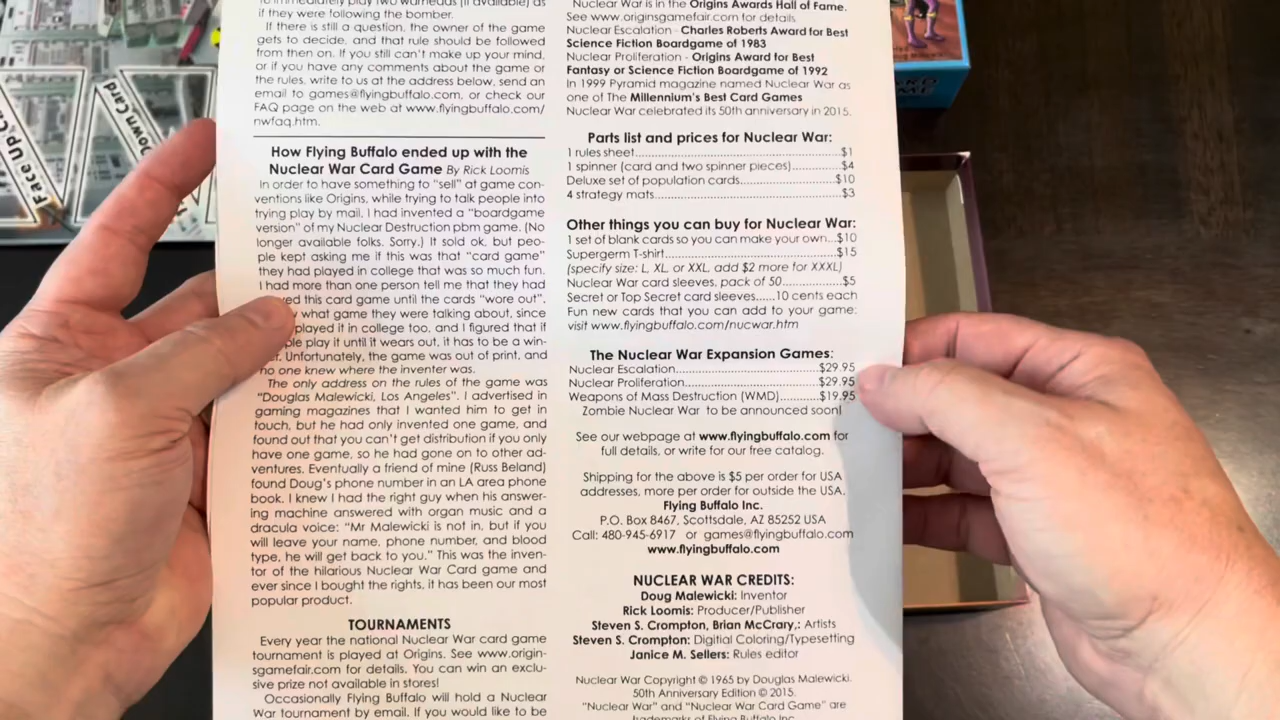 to immediately play two warheads (if available) as
if they were following the bomber.
If there is still a question, the owner of the game
gets to decide, and that rule should be followed
from then on. If you still can't make up your mind,
or if you have any comments about the game or
the rules, write to us at the address below, send an
email to games@flyingbuffalo.com, or check our
FAQ page on the web at www.flyingbuffalo.com/
nwfaq.htm.
How Flying Buffalo ended up with the
Nuclear War Card Game By Rick Loomis
In order to have something to "sell" at game con-
ventions like Origins, while trying to talk people into
trying play by mail, I had invented a "boardgame
version" of my Nuclear Destruction pbm game. (No
longer available folks. Sorry.) It sold ok, but peo-
ple kept asking me if this was that "card game"
they had played in college that was so much fun.
I had more than one person tell me that they had
this card game until the cards "wore out".
what game they were talking about, since
played it in college too, and I figured that if
ple play it until it wears out, it has to be a win-
Unfortunately, the game was out of print, and
no one knew where the inventer was.
The only address on the rules of the game was
"Douglas Malewicki, Los Angeles". I advertised in
gaming magazines that I wanted him to get in
touch, but he had only invented one game, and
found out that you can't get distribution if you only
have one game, so he had gone on to other ad-
ventures. Eventually a friend of mine (Russ Beland)
found Doug's phone number in an LA area phone
book. I knew I had the right guy when his answer-
ing machine answered with organ music and a
dracula voice: "Mr Malewicki is not in, but if you
will leave your name, phone number, and blood
type, he will get back to you." This was the inven-
tor of the hilarious Nuclear War Card game and
ever since I bought the rights, it has been our most
popular product.
TOURNAMENTS
Every year the national Nuclear War card game
tournament is played at Origins. See www.origin-
sgamefair.com for details. You can win an exclu-
sive prize not available in stores!
Occasionally Flying Buffalo will hold a Nuclear
War tournament by email. If you would like to be
Nuclear War is in the Origins Awards Hall of Fame.
See www.originsgamefair.com for details
Nuclear Escalation - Charles Roberts Award for Best
Science Fiction Boardgame of 1983
Nuclear Proliferation - Origins Award for Best
Fantasy or Science Fiction Boardgame of 1992
In 1999 Pyramid magazine named Nuclear War as
one of The Millennium's Best Card Games
Nuclear War celebrated its 50th anniversary in 2015.
Parts list and prices for Nuclear War:
1 rules sheet..................................................$1
1 spinner (card and two spinner pieces).............$4
Deluxe set of population cards..........................$10
4 strategy mats................................................$3
Other things you can buy for Nuclear War:
1 set of blank cards so you can make your own...$10
Supergerm T-shirt............................................$15
(specify size: L, XL, or XXL, add $2 more for XXXL)
Nuclear War card sleeves, pack of 50................$5
Secret or Top Secret card sleeves......10 cents each
Fun new cards that you can add to your game:
visit www.flyingbuffalo.com/nucwar.htm
The Nuclear War Expansion Games:
Nuclear Escalation........................................$29.95
Nuclear Proliferation......................................$29.95
Weapons of Mass Destruction (WMD)...........$19.95
Zombie Nuclear War to be announced soon!
See our webpage at www.flyingbuffalo.com for
full details, or write for our free catalog.
Shipping for the above is $5 per order for USA
addresses, more per order for outside the USA.
Flying Buffalo Inc.
P.O. Box 8467, Scottsdale, AZ 85252 USA
Call: 480-945-6917 or games@flyingbuffalo.com
www.flyingbuffalo.com
NUCLEAR WAR CREDITS:
Doug Malewicki: Inventor
Rick Loomis: Producer/Publisher
Steven S. Crompton, Brian McCrary,: Artists
Steven S. Crompton: Digitial Coloring/Typesetting
Janice M. Sellers: Rules editor
Nuclear War Copyright © 1965 by Douglas Malewicki.
50th Anniversary Edition © 2015.
"Nuclear War" and "Nuclear War Card Game" are
trademarks of Flying Buffalo Inc.
Face Up Ca
Down Card